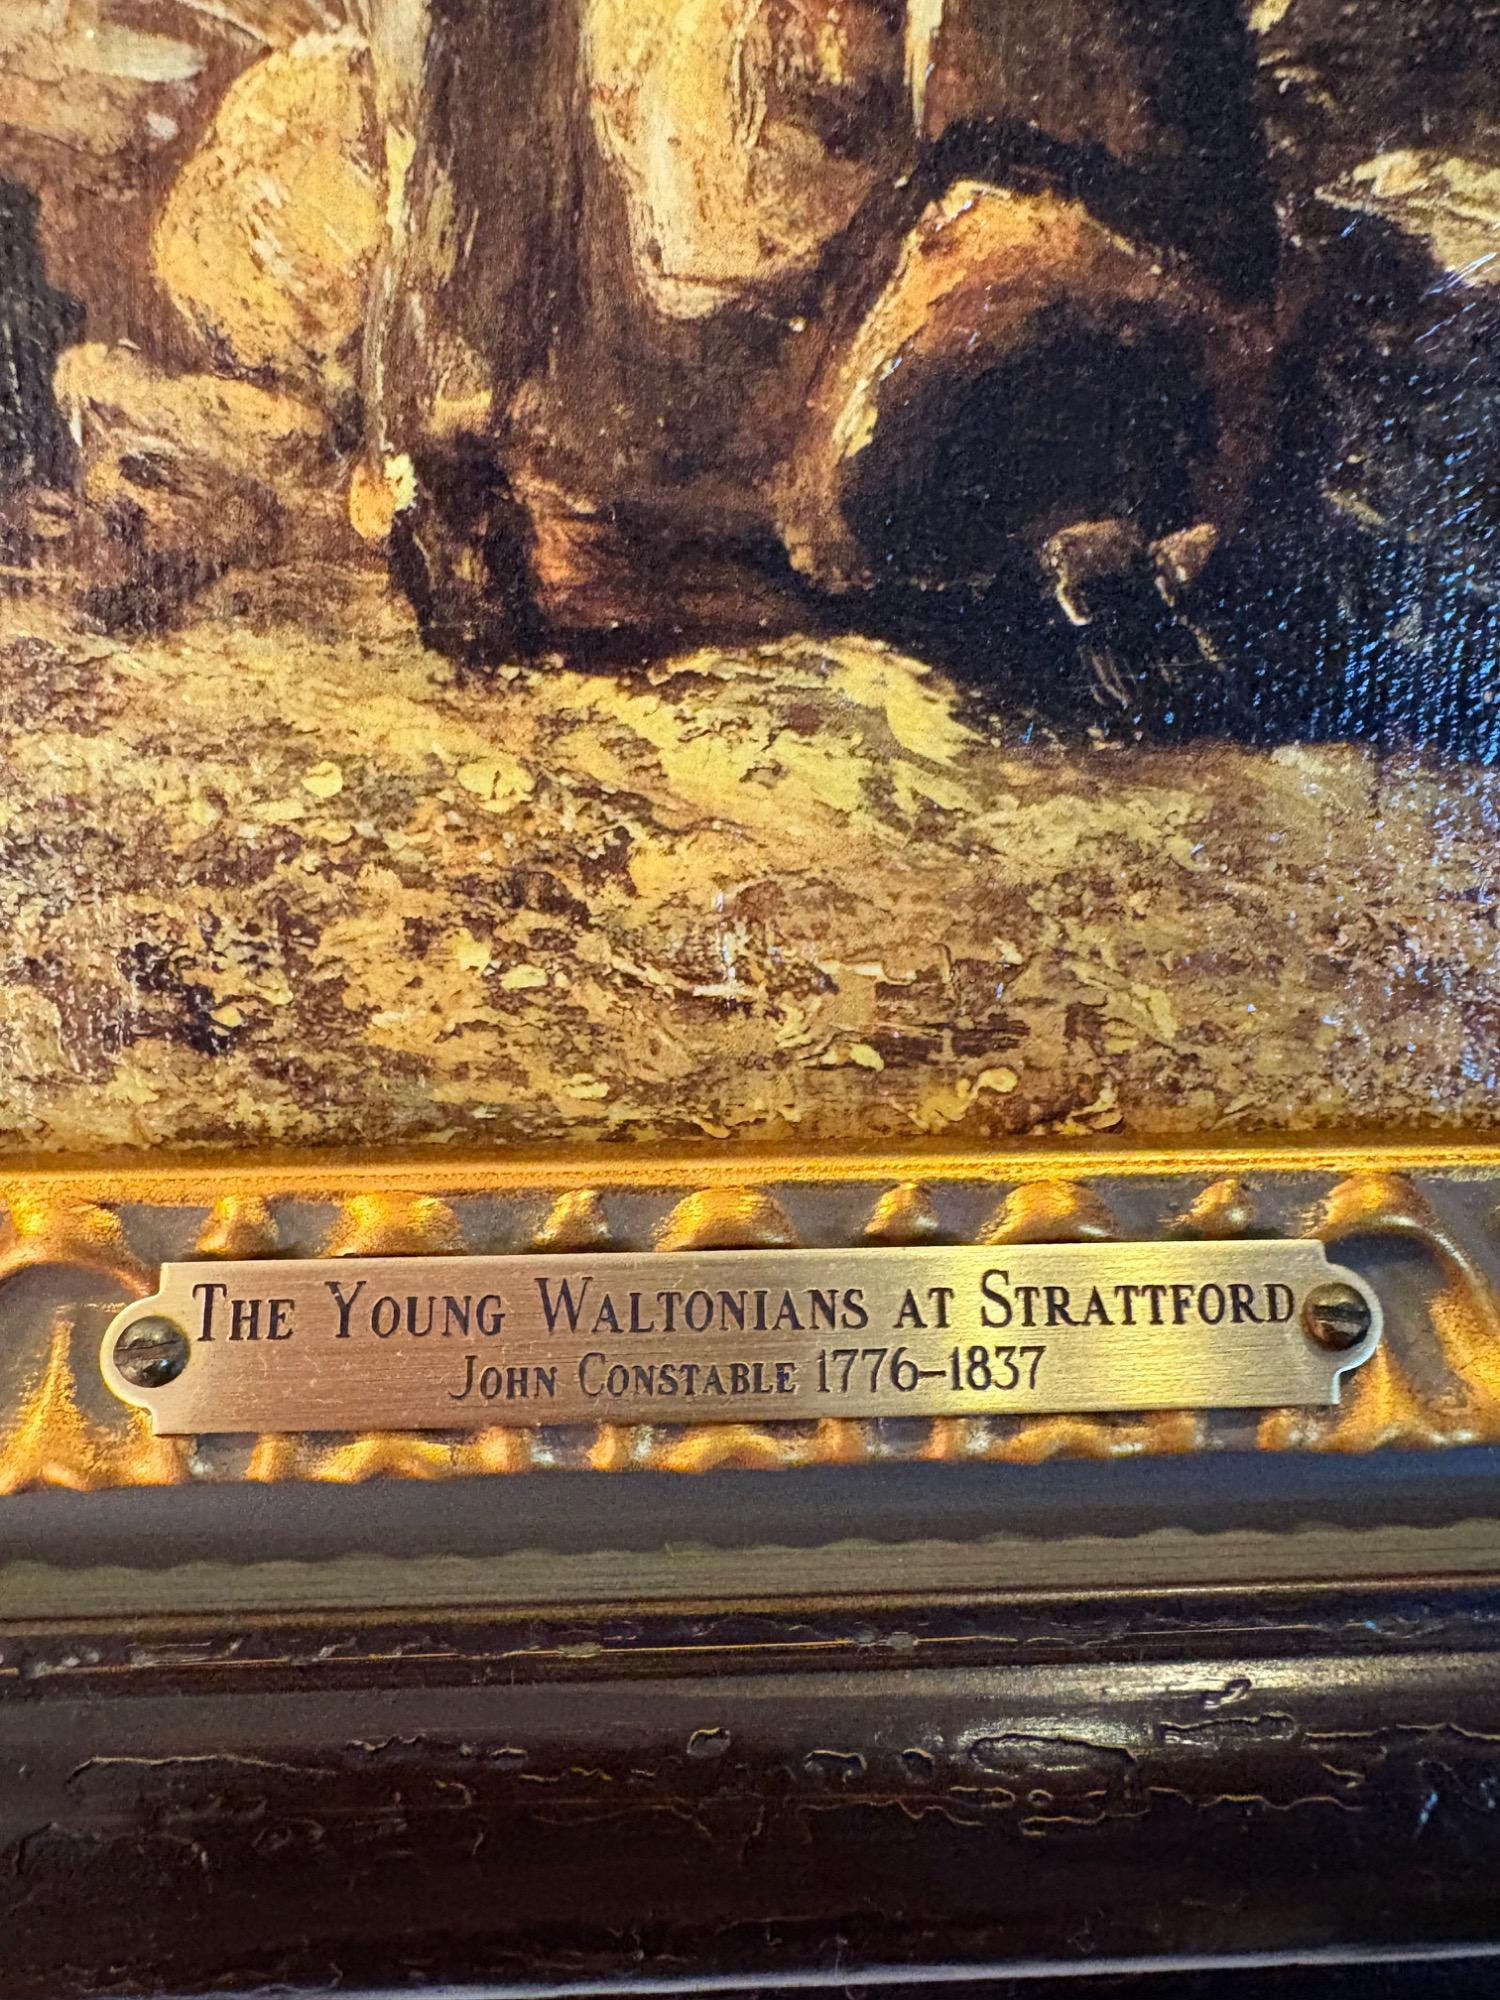 The Young Waltonians at Strattford
John Constable 1776–1837